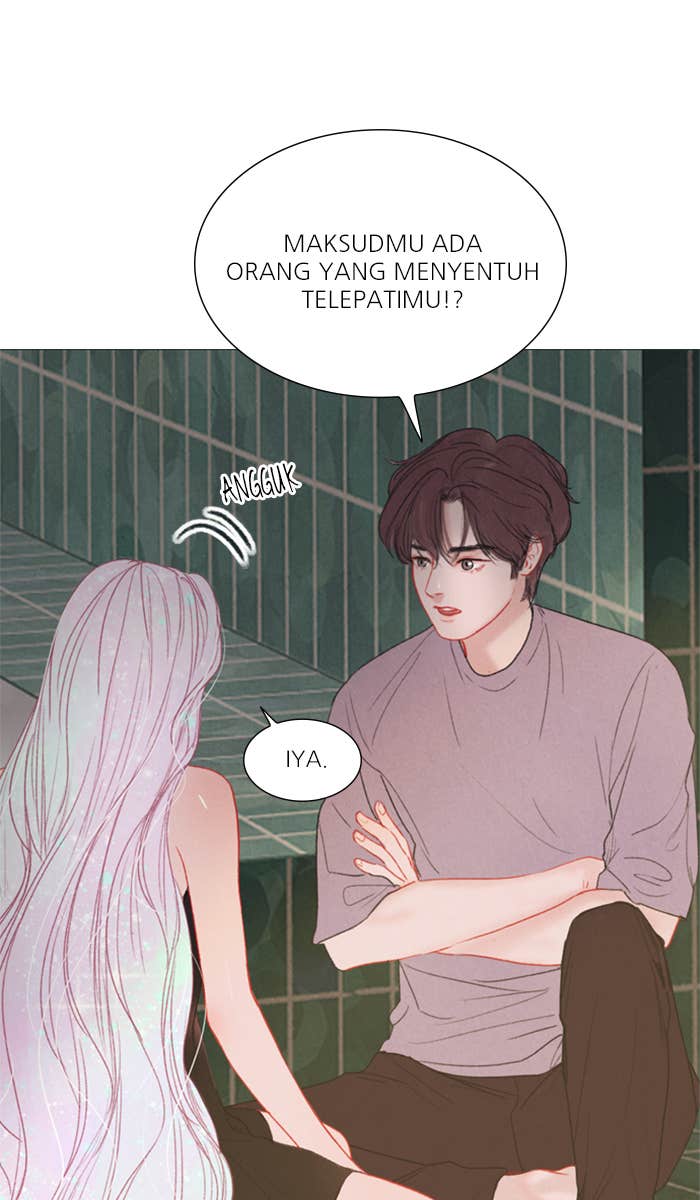 MAKSUDMU ADA
ORANG YANG MENYENTUH
TELEPATIMU!?
ANGGUK
IYA.